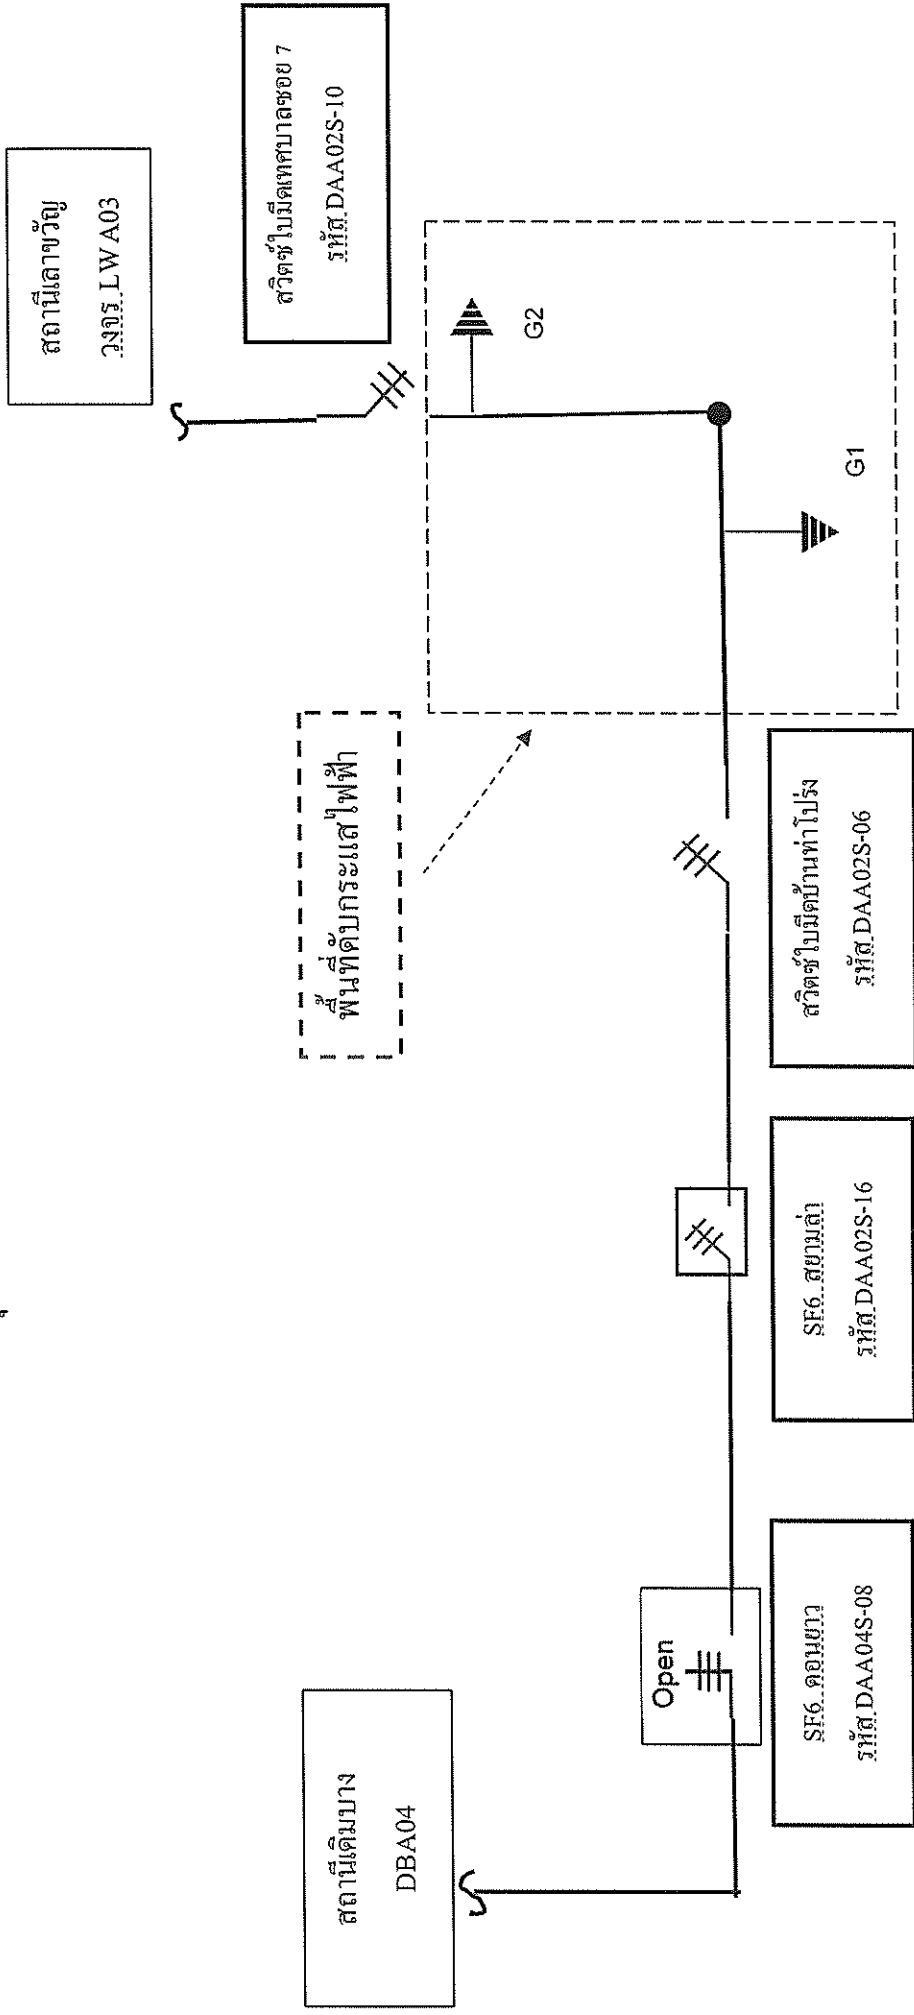 สถานีเดิมบาง
DBA04
Open
SF6 ดอนยาว
รหัส DAA04S-08
SF6 สยามล่า
รหัส DAA02S-16
พื้นที่ดับกระแสไฟฟ้า
สวิตซ์ใบมีดบ้านท่าโปร่ง
รหัส DAA02S-06
G1
G2
สวิตซ์ใบมีดเทศบาลซอย 7
รหัส DAA02S-10
สถานีเลาขวัญ
วงจร LWA03